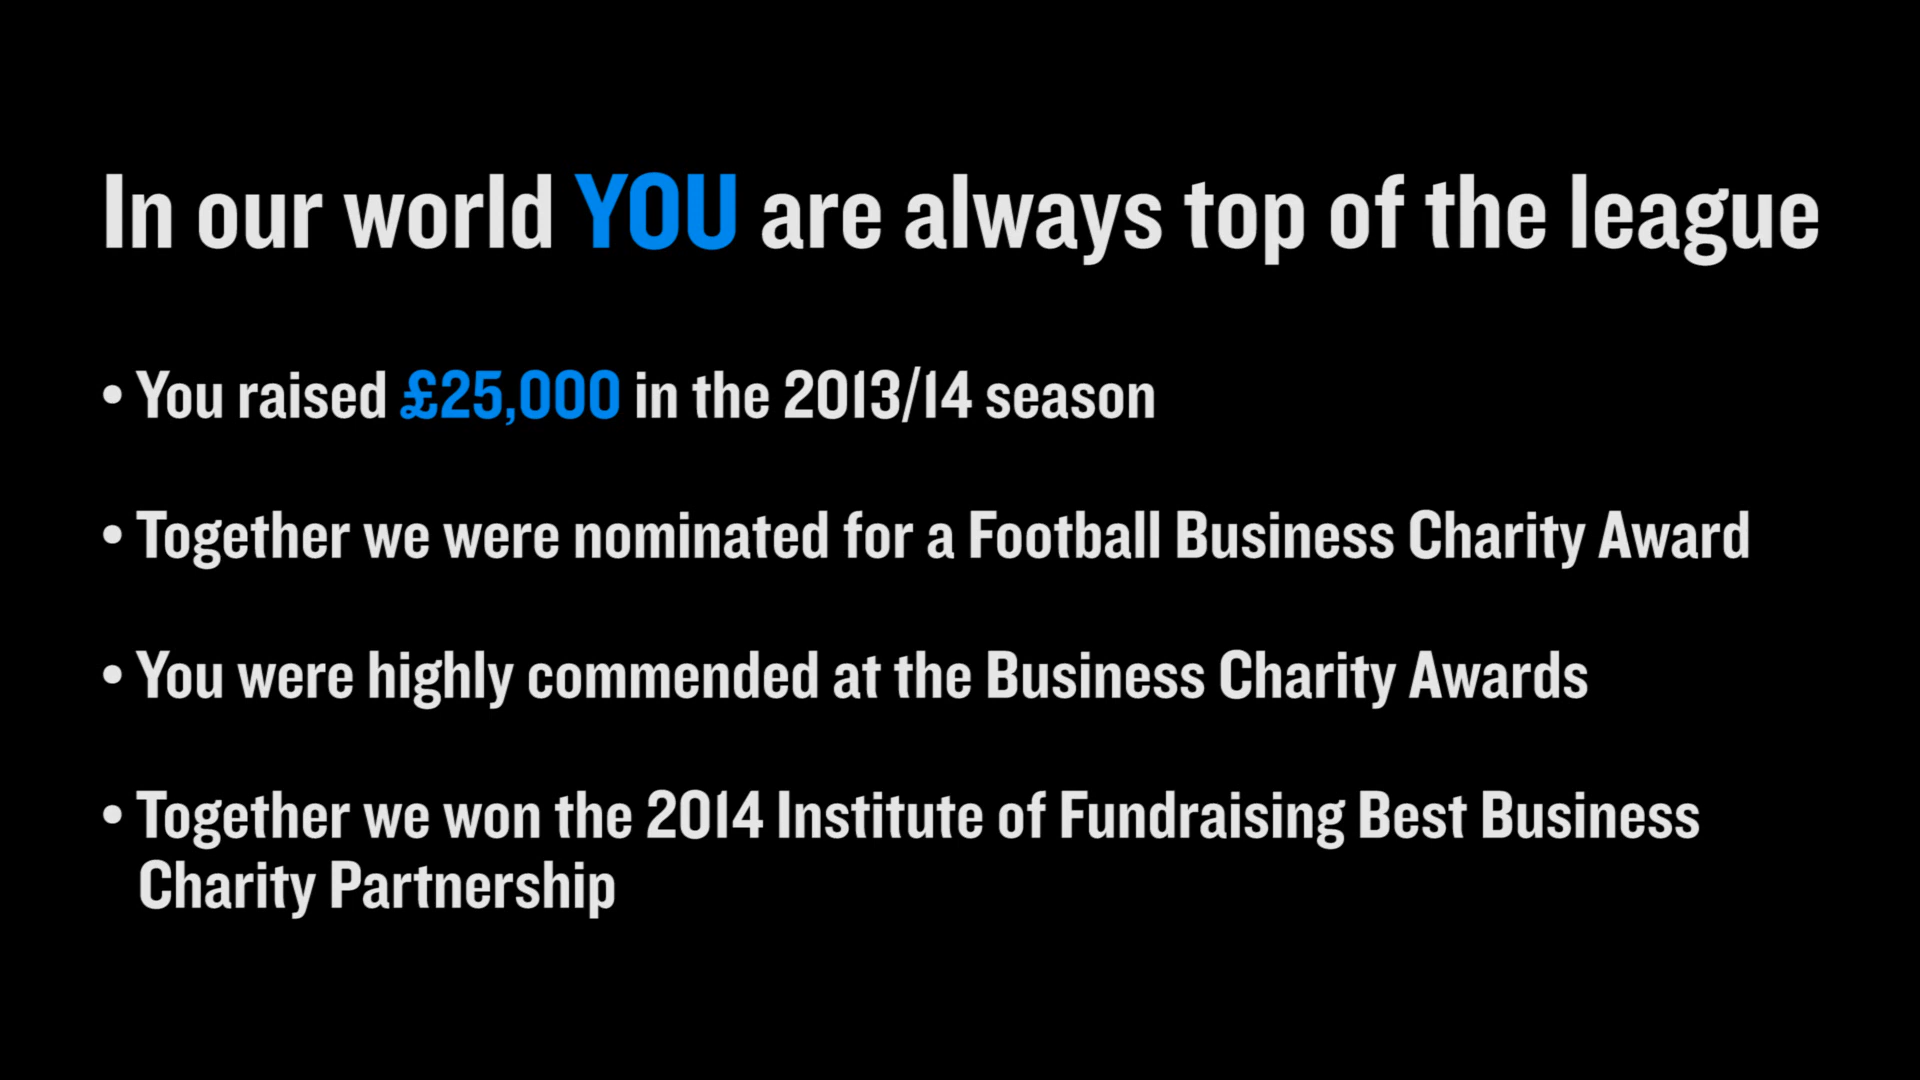 In our world YOU are always top of the league
• You raised £25,000 in the 2013/14 season
• Together we were nominated for a Football Business Charity Award
• You were highly commended at the Business Charity Awards
• Together we won the 2014 Institute of Fundraising Best Business
Charity Partnership